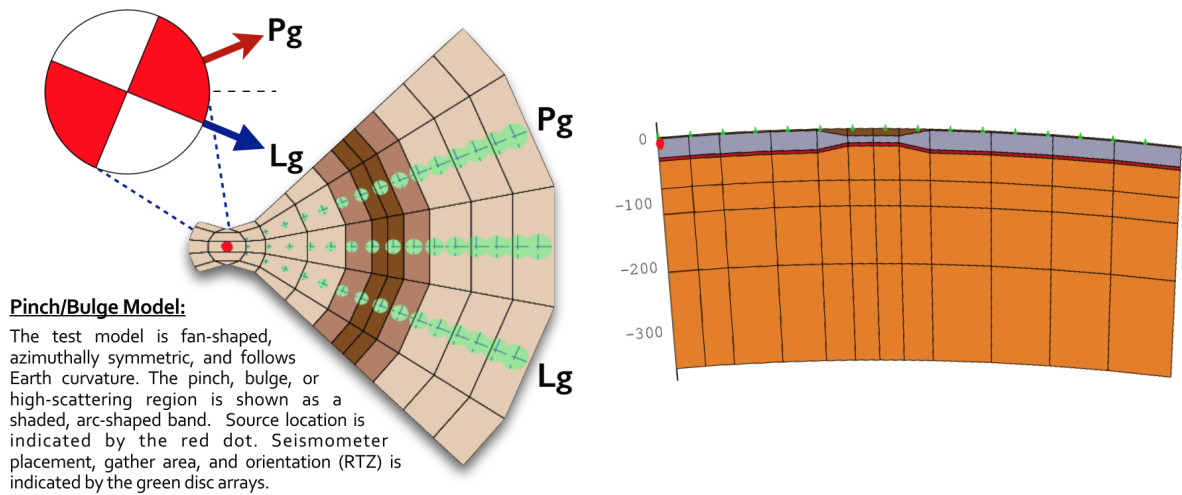 Pg
Lg
Pg
Lg
Pinch/Bulge Model:
The test model is fan-shaped,
azimuthally symmetric, and follows
Earth curvature. The pinch, bulge, or
high-scattering region is shown as a
shaded, arc-shaped band. Source location is
indicated by the red dot. Seismometer
placement, gather area, and orientation (RTZ) is
indicated by the green disc arrays.
0
-100
-200
-300